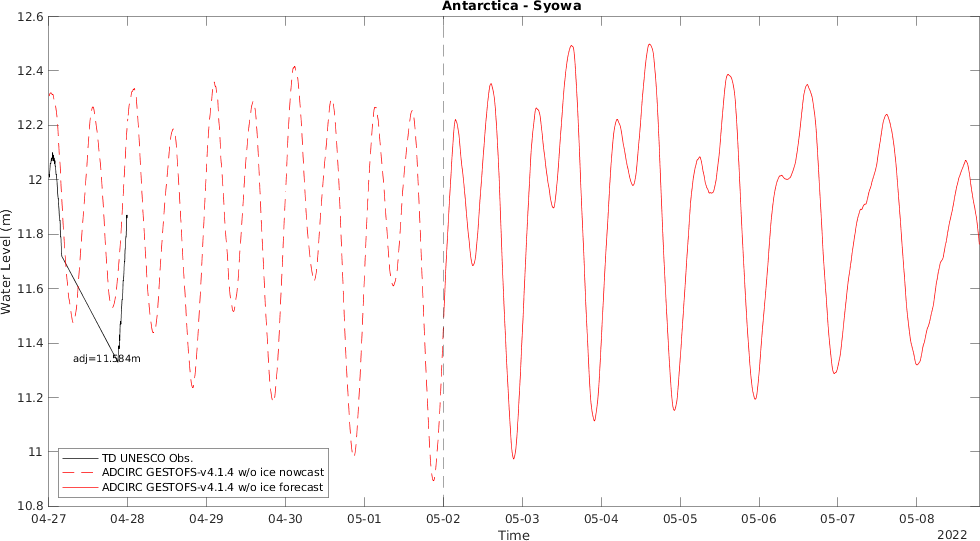 Antarctica - Syowa
Water Level (m)
12.6
12.4
12.2
12
11.8
11.6
11.4
11.2
11
10.8
adj=11.584m
TD UNESCO Obs.
ADCIRC GESTOFS-v4.1.4 w/o ice nowcast
ADCIRC GESTOFS-v4.1.4 w/o ice forecast
04-27 04-28 04-29 04-30 05-01 05-02 05-03 05-04 05-05 05-06 05-07 05-08
Time
2022